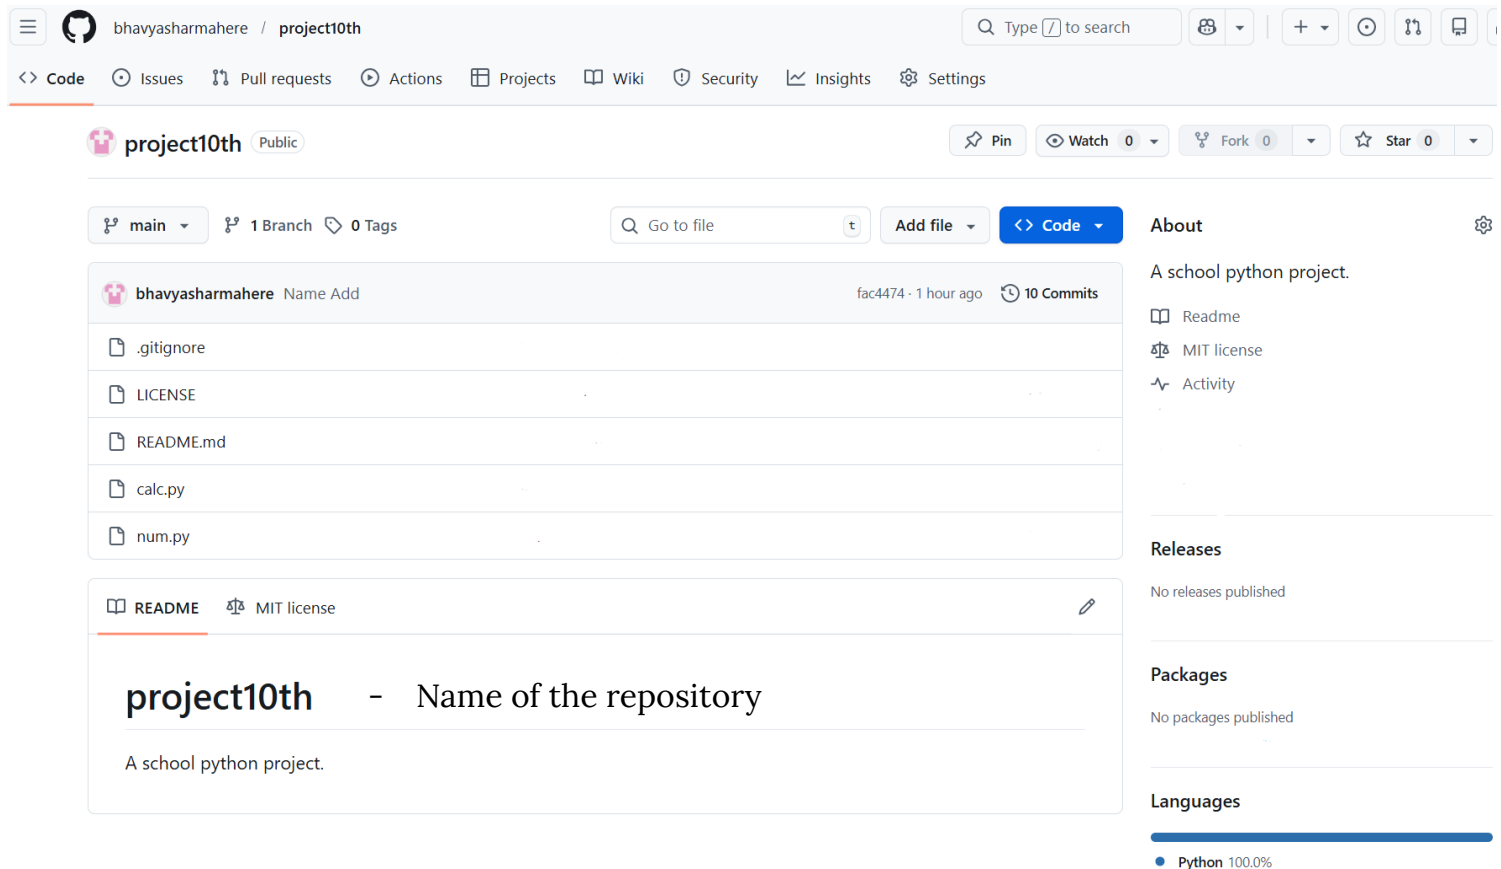 bhavyasharmahere / project10th
Type / to search
Code
Issues
Pull requests
Actions
Projects
Wiki
Security
Insights
Settings
project10th Public
Pin
Watch 0
Fork 0
Star 0
main
1 Branch
0 Tags
Go to file t
Add file
Code
bhavyasharmahere Name Add
fac4474 · 1 hour ago
10 Commits
.gitignore
LICENSE
README.md
calc.py
num.py
README
MIT license
project10th - Name of the repository
A school python project.
About
A school python project.
Readme
MIT license
Activity
Releases
No releases published
Packages
No packages published
Languages
Python 100.0%